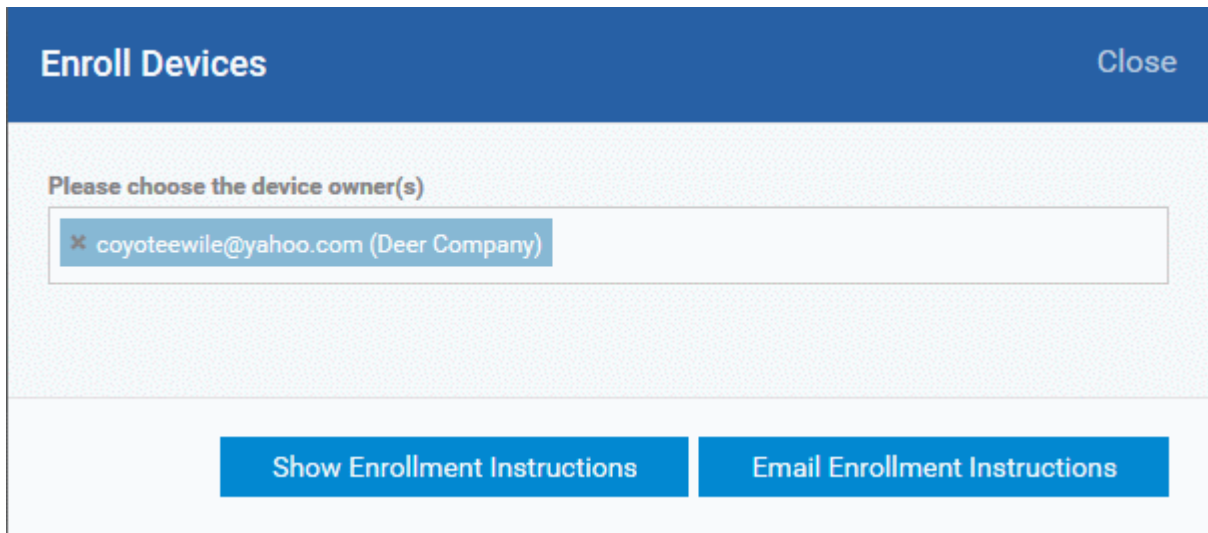 Enroll Devices
Close
Please choose the device owner(s)
✖ coyoteewile@yahoo.com (Deer Company)
Show Enrollment Instructions
Email Enrollment Instructions